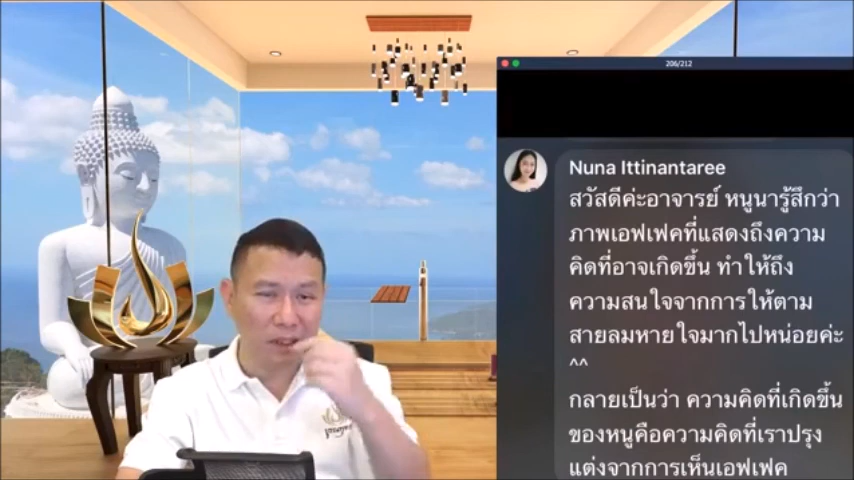 206/212
Nuna Ittinantaree
สวัสดีค่ะอาจารย์ หนูนารู้สึกว่า
ภาพเอฟเฟคที่แสดงถึงความ
คิดที่อาจเกิดขึ้น ทำให้ถึง
ความสนใจจากการให้ตาม
สายลมหายใจมากไปหน่อยค่ะ
^^
กลายเป็นว่า ความคิดที่เกิดขึ้น
ของหนูคือความคิดที่เราปรุง
แต่งจากการเห็นเอฟเฟค